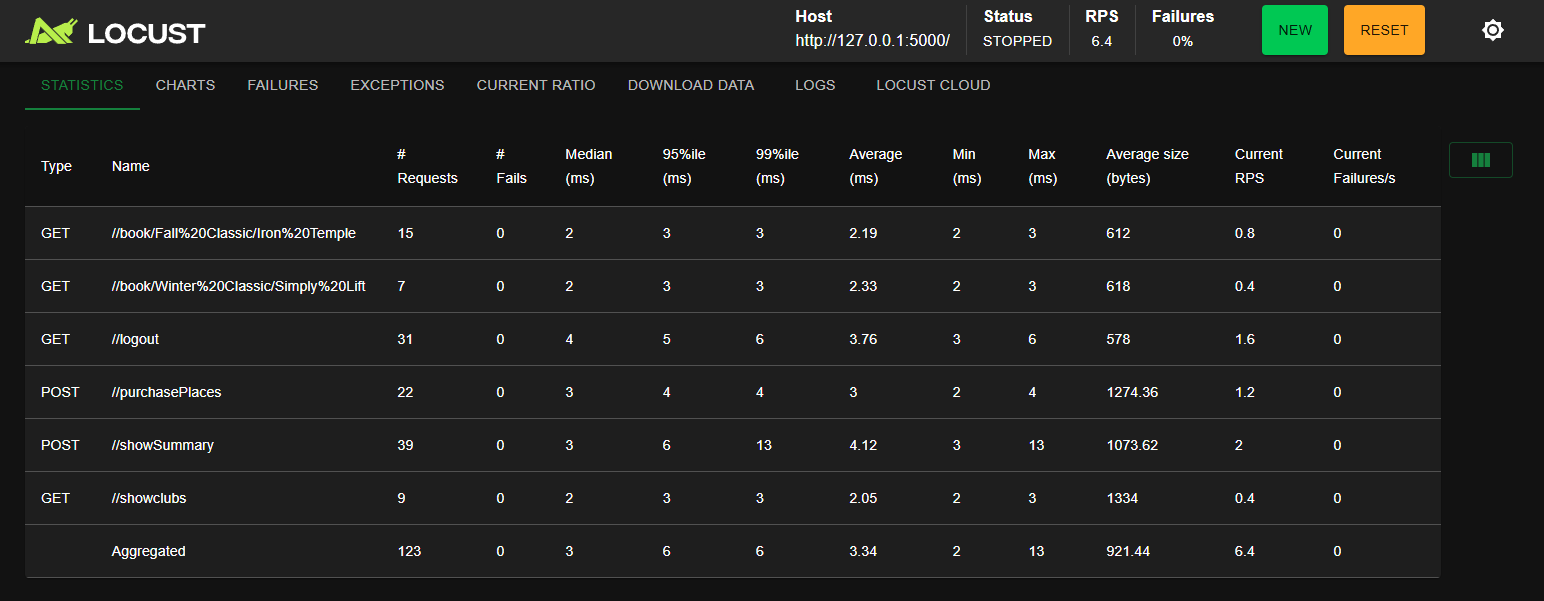 LOCUST
Host
http://127.0.0.1:5000/
Status
STOPPED
RPS
6.4
Failures
0%
NEW
RESET
STATISTICS CHARTS FAILURES EXCEPTIONS CURRENT RATIO DOWNLOAD DATA LOGS LOCUST CLOUD
Type Name # Requests # Fails Median (ms) 95%ile (ms) 99%ile (ms) Average (ms) Min (ms) Max (ms) Average size (bytes) Current RPS Current Failures/s
GET //book/Fall%20Classic/Iron%20Temple 15 0 2 3 3 2.19 2 3 612 0.8 0
GET //book/Winter%20Classic/Simply%20Lift 7 0 2 3 3 2.33 2 3 618 0.4 0
GET //logout 31 0 4 5 6 3.76 3 6 578 1.6 0
POST //purchasePlaces 22 0 3 4 4 3 2 4 1274.36 1.2 0
POST //showSummary 39 0 3 6 13 4.12 3 13 1073.62 2 0
GET //showclubs 9 0 2 3 3 2.05 2 3 1334 0.4 0
Aggregated 123 0 3 6 6 3.34 2 13 921.44 6.4 0